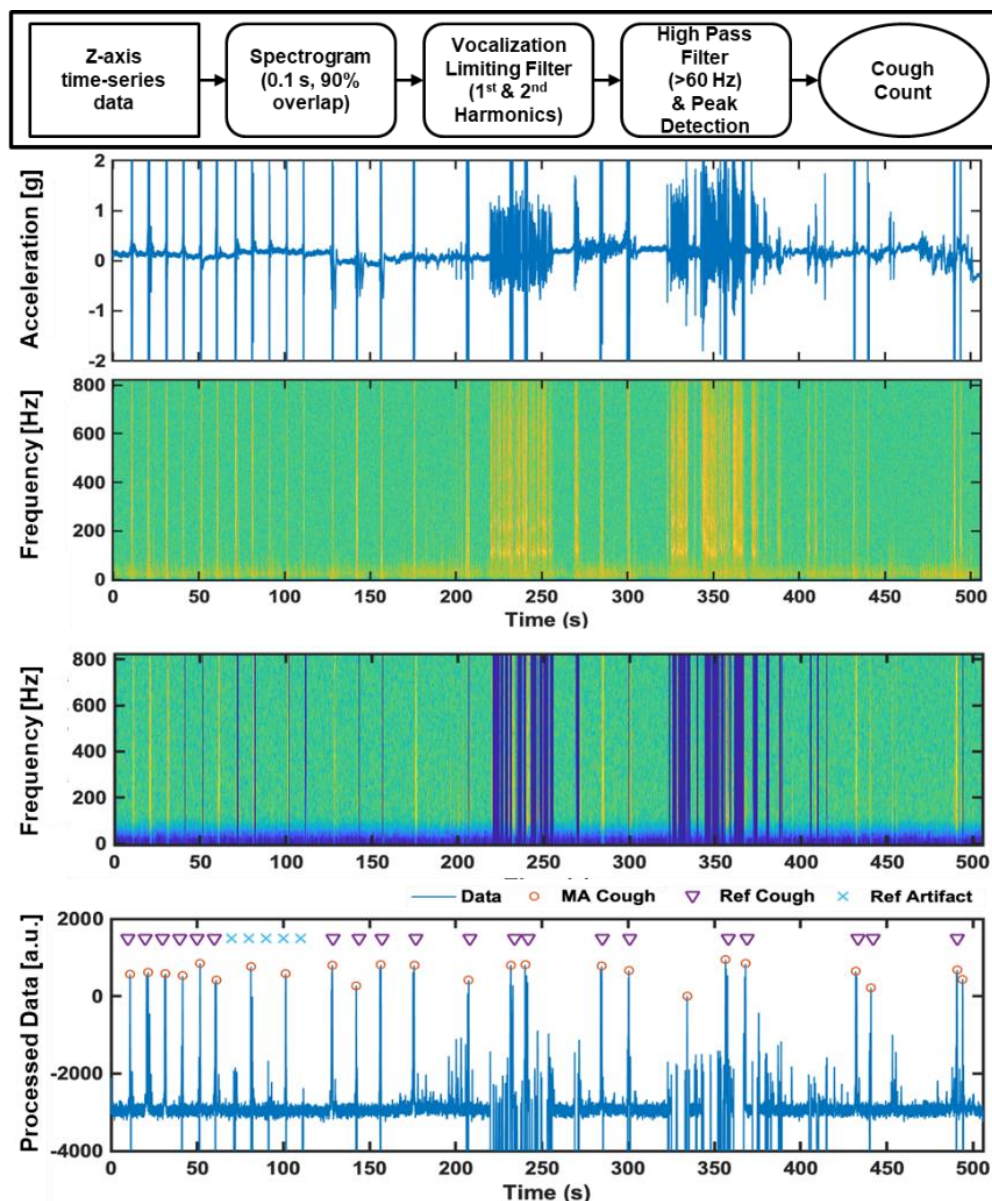 Z-axis
time-series
data
Spectrogram
(0.1 s, 90%
overlap)
Vocalization
Limiting Filter
(1st & 2nd
Harmonics)
High Pass
Filter
(>60 Hz)
& Peak
Detection
Cough
Count
Acceleration [g]
2
1
0
-1
-2
Frequency [Hz]
800
600
400
200
0
0 50 100 150 200 250 300 350 400 450 500
Time (s)
Frequency [Hz]
800
600
400
200
0
0 50 100 150 200 250 300 350 400 450 500
Data MA Cough Ref Cough Ref Artifact
Processed Data [a.u.]
2000
0
-2000
-4000
0 50 100 150 200 250 300 350 400 450 500
Time (s)